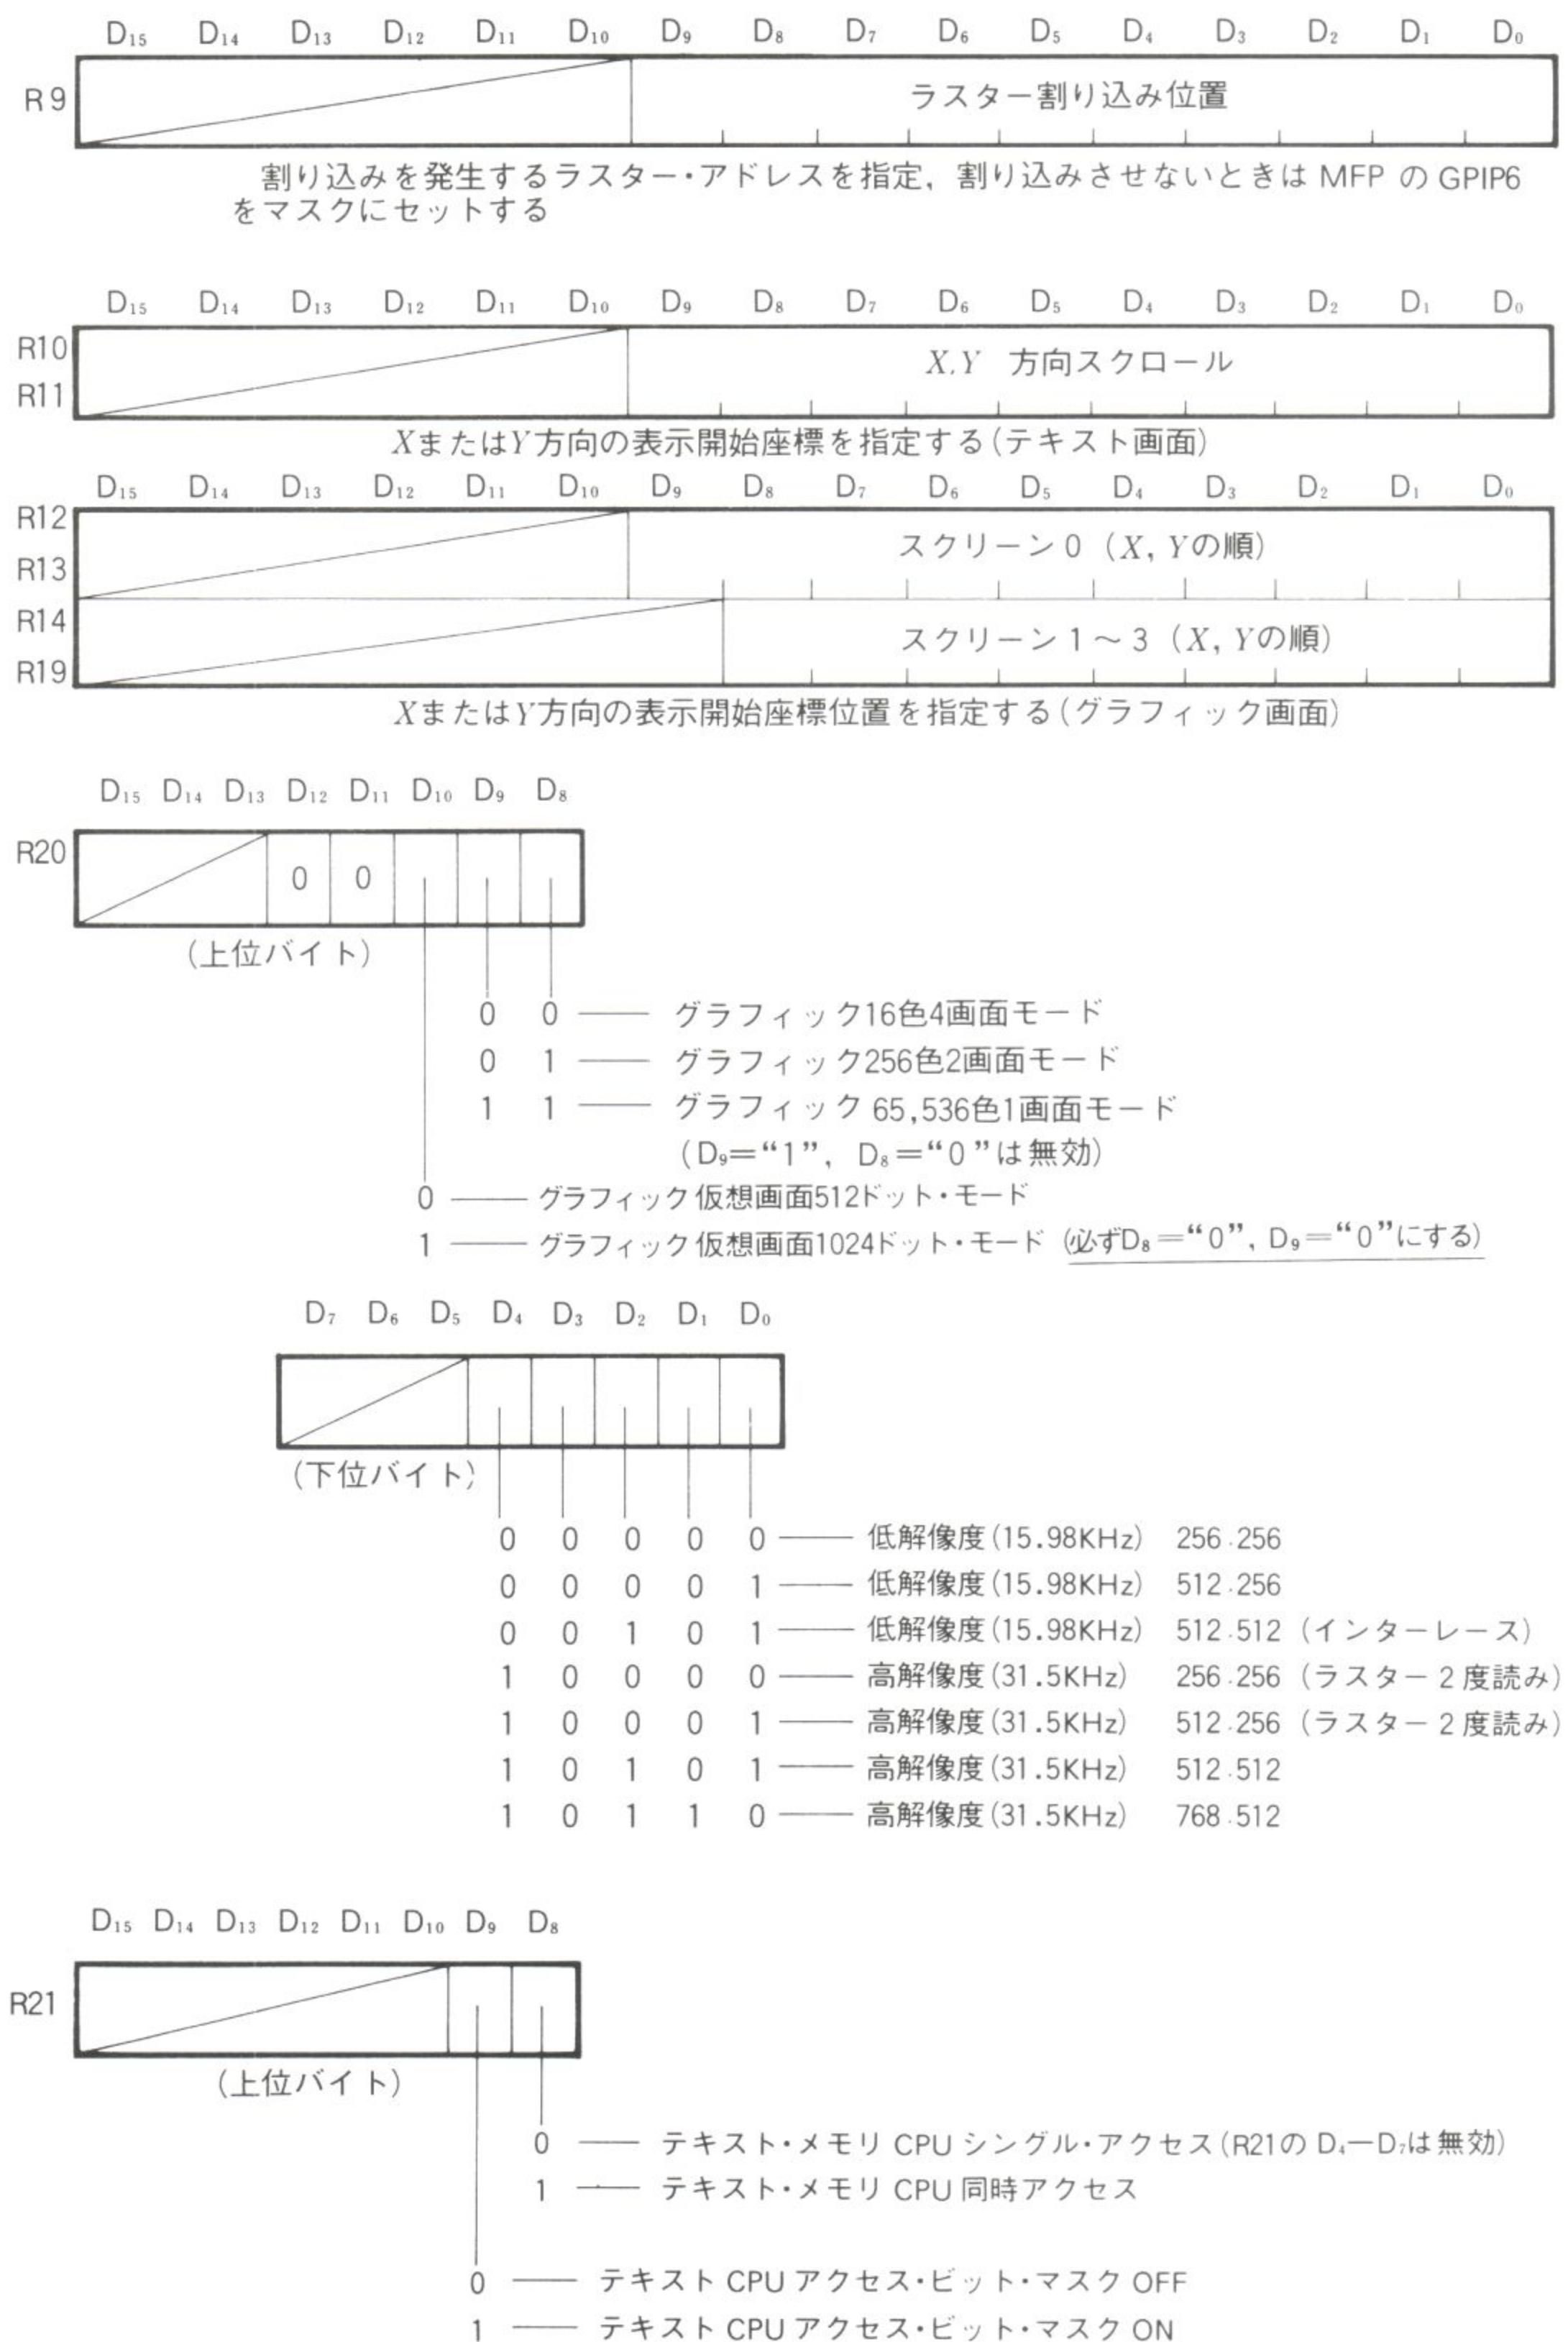 D₁₅ D₁₄ D₁₃ D₁₂ D₁₁ D₁₀ D₉ D₈ D₇ D₆ D₅ D₄ D₃ D₂ D₁ D₀
R9 ラスター割り込み位置
割り込みを発生するラスター・アドレスを指定，割り込みさせないときは MFP の GPIP6
をマスクにセットする
D₁₅ D₁₄ D₁₃ D₁₂ D₁₁ D₁₀ D₉ D₈ D₇ D₆ D₅ D₄ D₃ D₂ D₁ D₀
R10
X,Y 方向スクロール
R11
XまたはY方向の表示開始座標を指定する(テキスト画面)
D₁₅ D₁₄ D₁₃ D₁₂ D₁₁ D₁₀ D₉ D₈ D₇ D₆ D₅ D₄ D₃ D₂ D₁ D₀
R12
スクリーン0 (X, Yの順)
R13
R14
スクリーン1～3 (X, Yの順)
R19
XまたはY方向の表示開始座標位置を指定する(グラフィック画面)
D₁₅ D₁₄ D₁₃ D₁₂ D₁₁ D₁₀ D₉ D₈
R20 0 0
(上位バイト)
0 0 グラフィック16色4画面モード
0 1 グラフィック256色2画面モード
1 1 グラフィック65,536色1画面モード
(D₉＝“1”， D₈＝“0”は無効)
0 グラフィック仮想画面512ドット・モード
1 グラフィック仮想画面1024ドット・モード (必ずD₈＝“0”, D₉＝“0”にする)
D₇ D₆ D₅ D₄ D₃ D₂ D₁ D₀
(下位バイト)
0 0 0 0 0 低解像度(15.98KHz) 256·256
0 0 0 0 1 低解像度(15.98KHz) 512·256
0 0 1 0 1 低解像度(15.98KHz) 512·512 (インターレース)
1 0 0 0 0 高解像度(31.5KHz) 256·256 (ラスター2度読み)
1 0 0 0 1 高解像度(31.5KHz) 512·256 (ラスター2度読み)
1 0 1 0 1 高解像度(31.5KHz) 512·512
1 0 1 1 0 高解像度(31.5KHz) 768·512
D₁₅ D₁₄ D₁₃ D₁₂ D₁₁ D₁₀ D₉ D₈
R21
(上位バイト)
0 テキスト・メモリ CPU シングル・アクセス(R21の D₄—D₇は無効)
1 テキスト・メモリ CPU 同時アクセス
0 テキスト CPU アクセス・ビット・マスク OFF
1 テキスト CPU アクセス・ビット・マスク ON